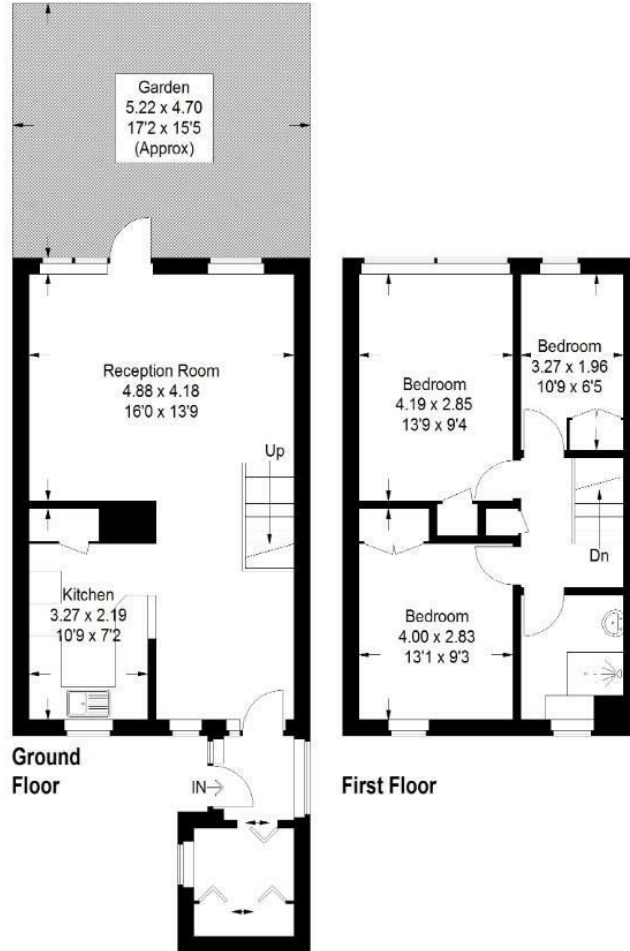 Garden
5.22 x 4.70
17'2 x 15'5
(Approx)
Reception Room
4.88 x 4.18
16'0 x 13'9
Up
Kitchen
3.27 x 2.19
10'9 x 7'2
IN
Ground
Floor
Bedroom
4.19 x 2.85
13'9 x 9'4
Bedroom
3.27 x 1.96
10'9 x 6'5
Dn
Bedroom
4.00 x 2.83
13'1 x 9'3
First Floor